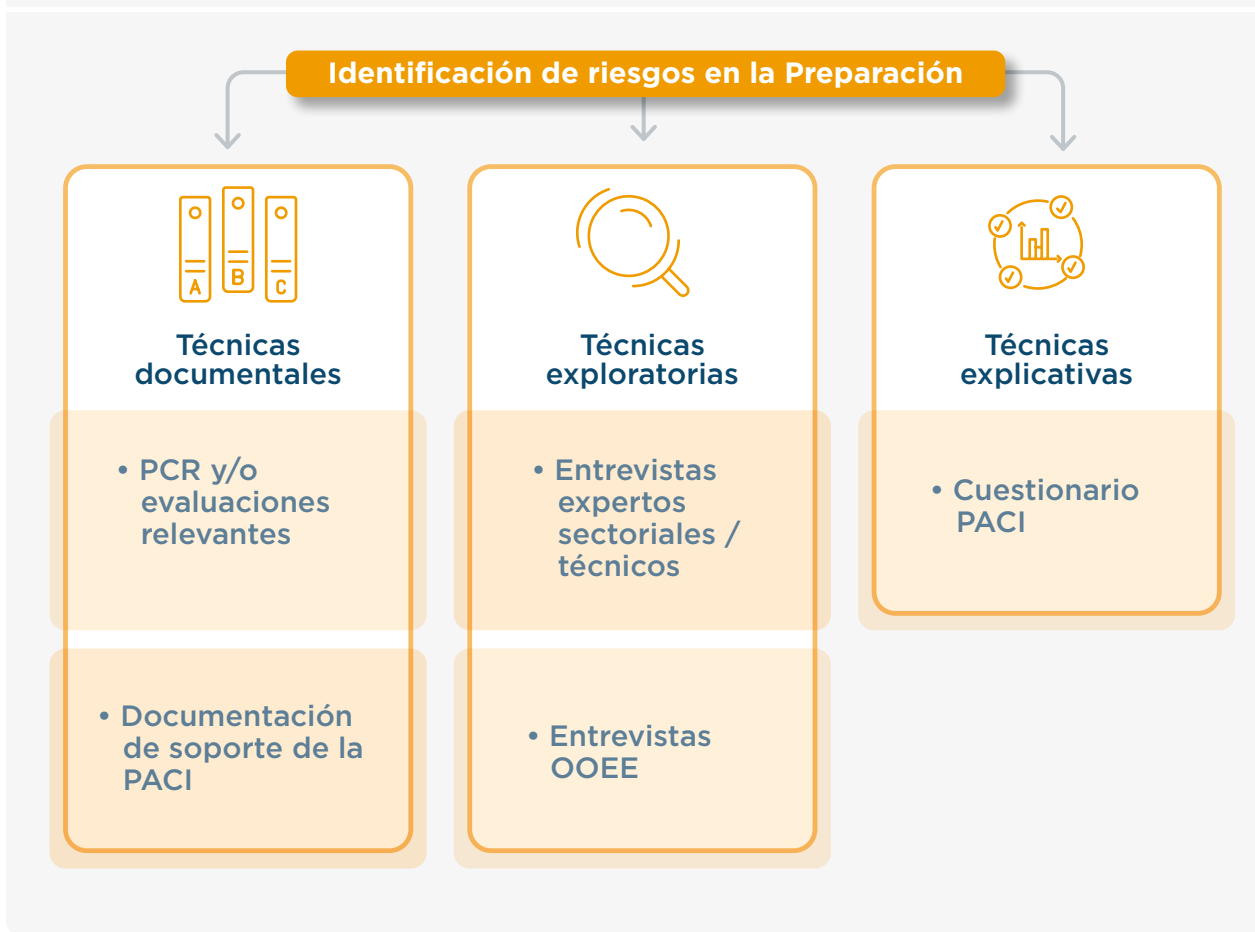 Identificación de riesgos en la Preparación
A
B
C
Técnicas
documentales
• PCR y/o
evaluaciones
relevantes
• Documentación
de soporte de la
PACI
Técnicas
exploratorias
• Entrevistas
expertos
sectoriales /
técnicos
• Entrevistas
OOEE
Técnicas
explicativas
• Cuestionario
PACI